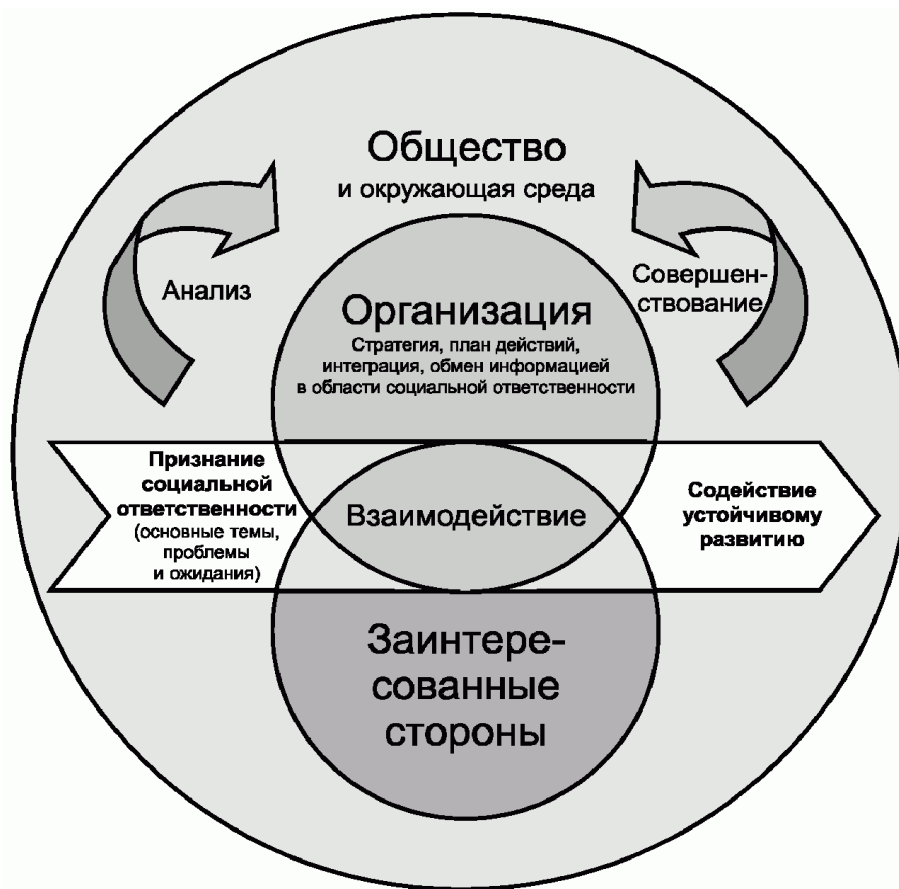 Общество
и окружающая среда
Анализ
Совершен-
ствование
Организация
Стратегия, план действий,
интеграция, обмен информацией
в области социальной ответственности
Признание
социальной
ответственности
(основные темы,
проблемы
и ожидания)
Взаимодействие
Содействие
устойчивому
развитию
Заинтере-
сованные
стороны